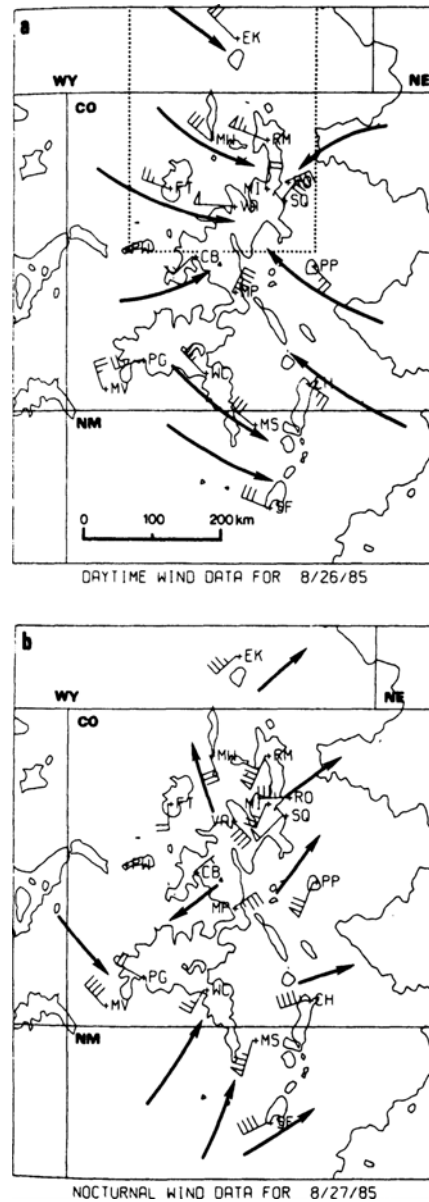 a
EK
WY
NE
CO
MW
RM
FT
MI
RO
VA
SQ
PW
CB
PP
MP
PG
WC
MV
CH
NM
MS
SF
0 100 200 km
DAYTIME WIND DATA FOR 8/26/85
b
EK
WY
NE
CO
MW
RM
FT
MI
RO
SQ
PW
CB
PP
MP
PG
WC
MV
CH
NM
MS
SF
NOCTURNAL WIND DATA FOR 8/27/85